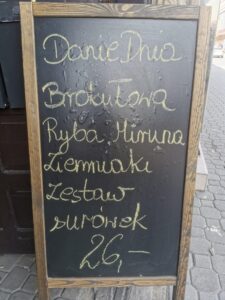 Danie Dnia
Brokułowa
Ryba Miruna
Ziemniaki
Zestaw
surówek
26,-